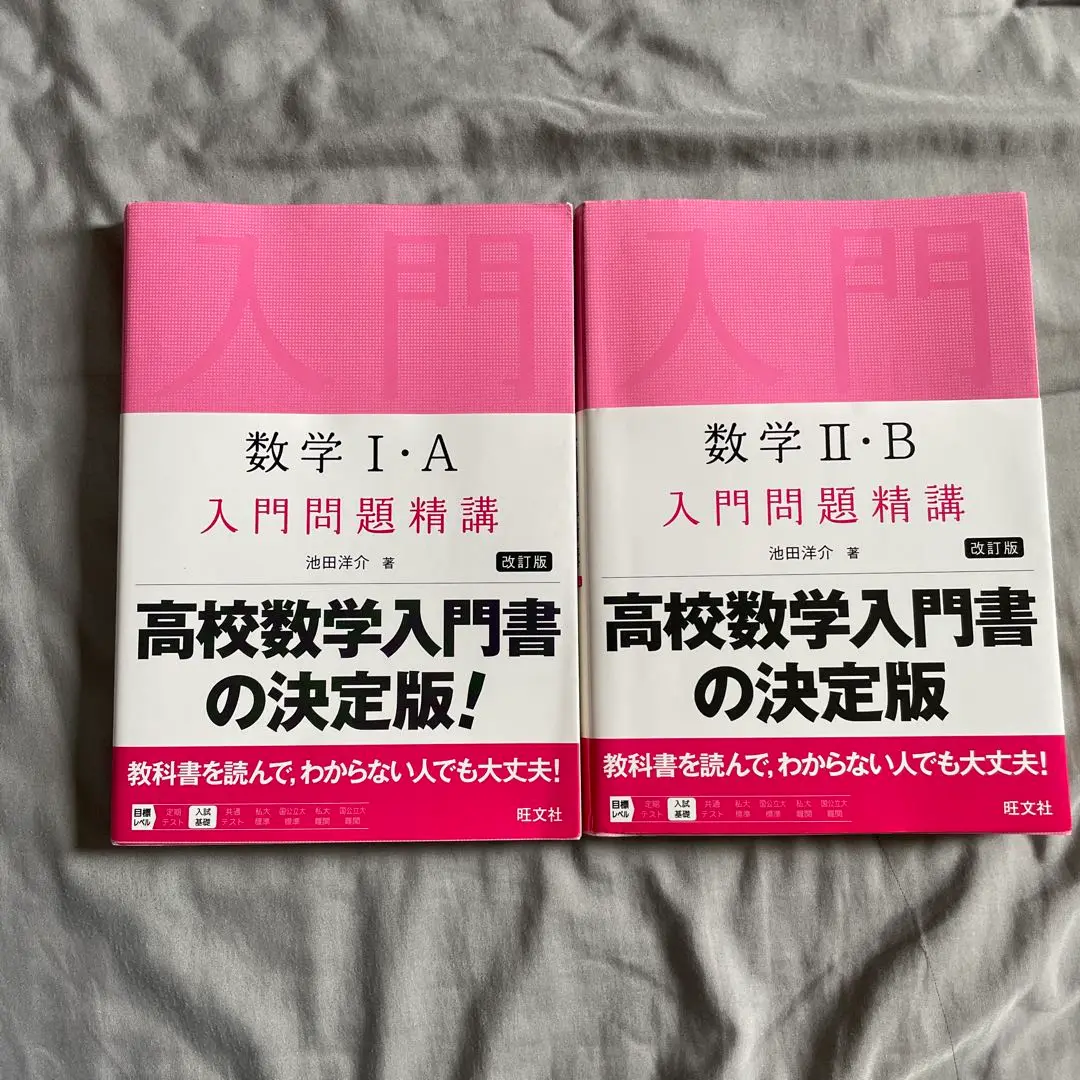 入門
数学 Ⅰ・A
入門問題精講
池田洋介 著
改訂版
高校数学入門書
の決定版!
教科書を読んで,わからない人でも大丈夫!
目標レベル 定期テスト 入試基礎 共通テスト 私大標準 国公立大標準 私大難関 国公立大難関
旺文社
入門
数学 Ⅱ・B
入門問題精講
池田洋介 著
改訂版
高校数学入門書
の決定版
教科書を読んで,わからない人でも大丈夫!
目標レベル 定期テスト 入試基礎 共通テスト 私大標準 国公立大標準 私大難関 国公立大難関
旺文社